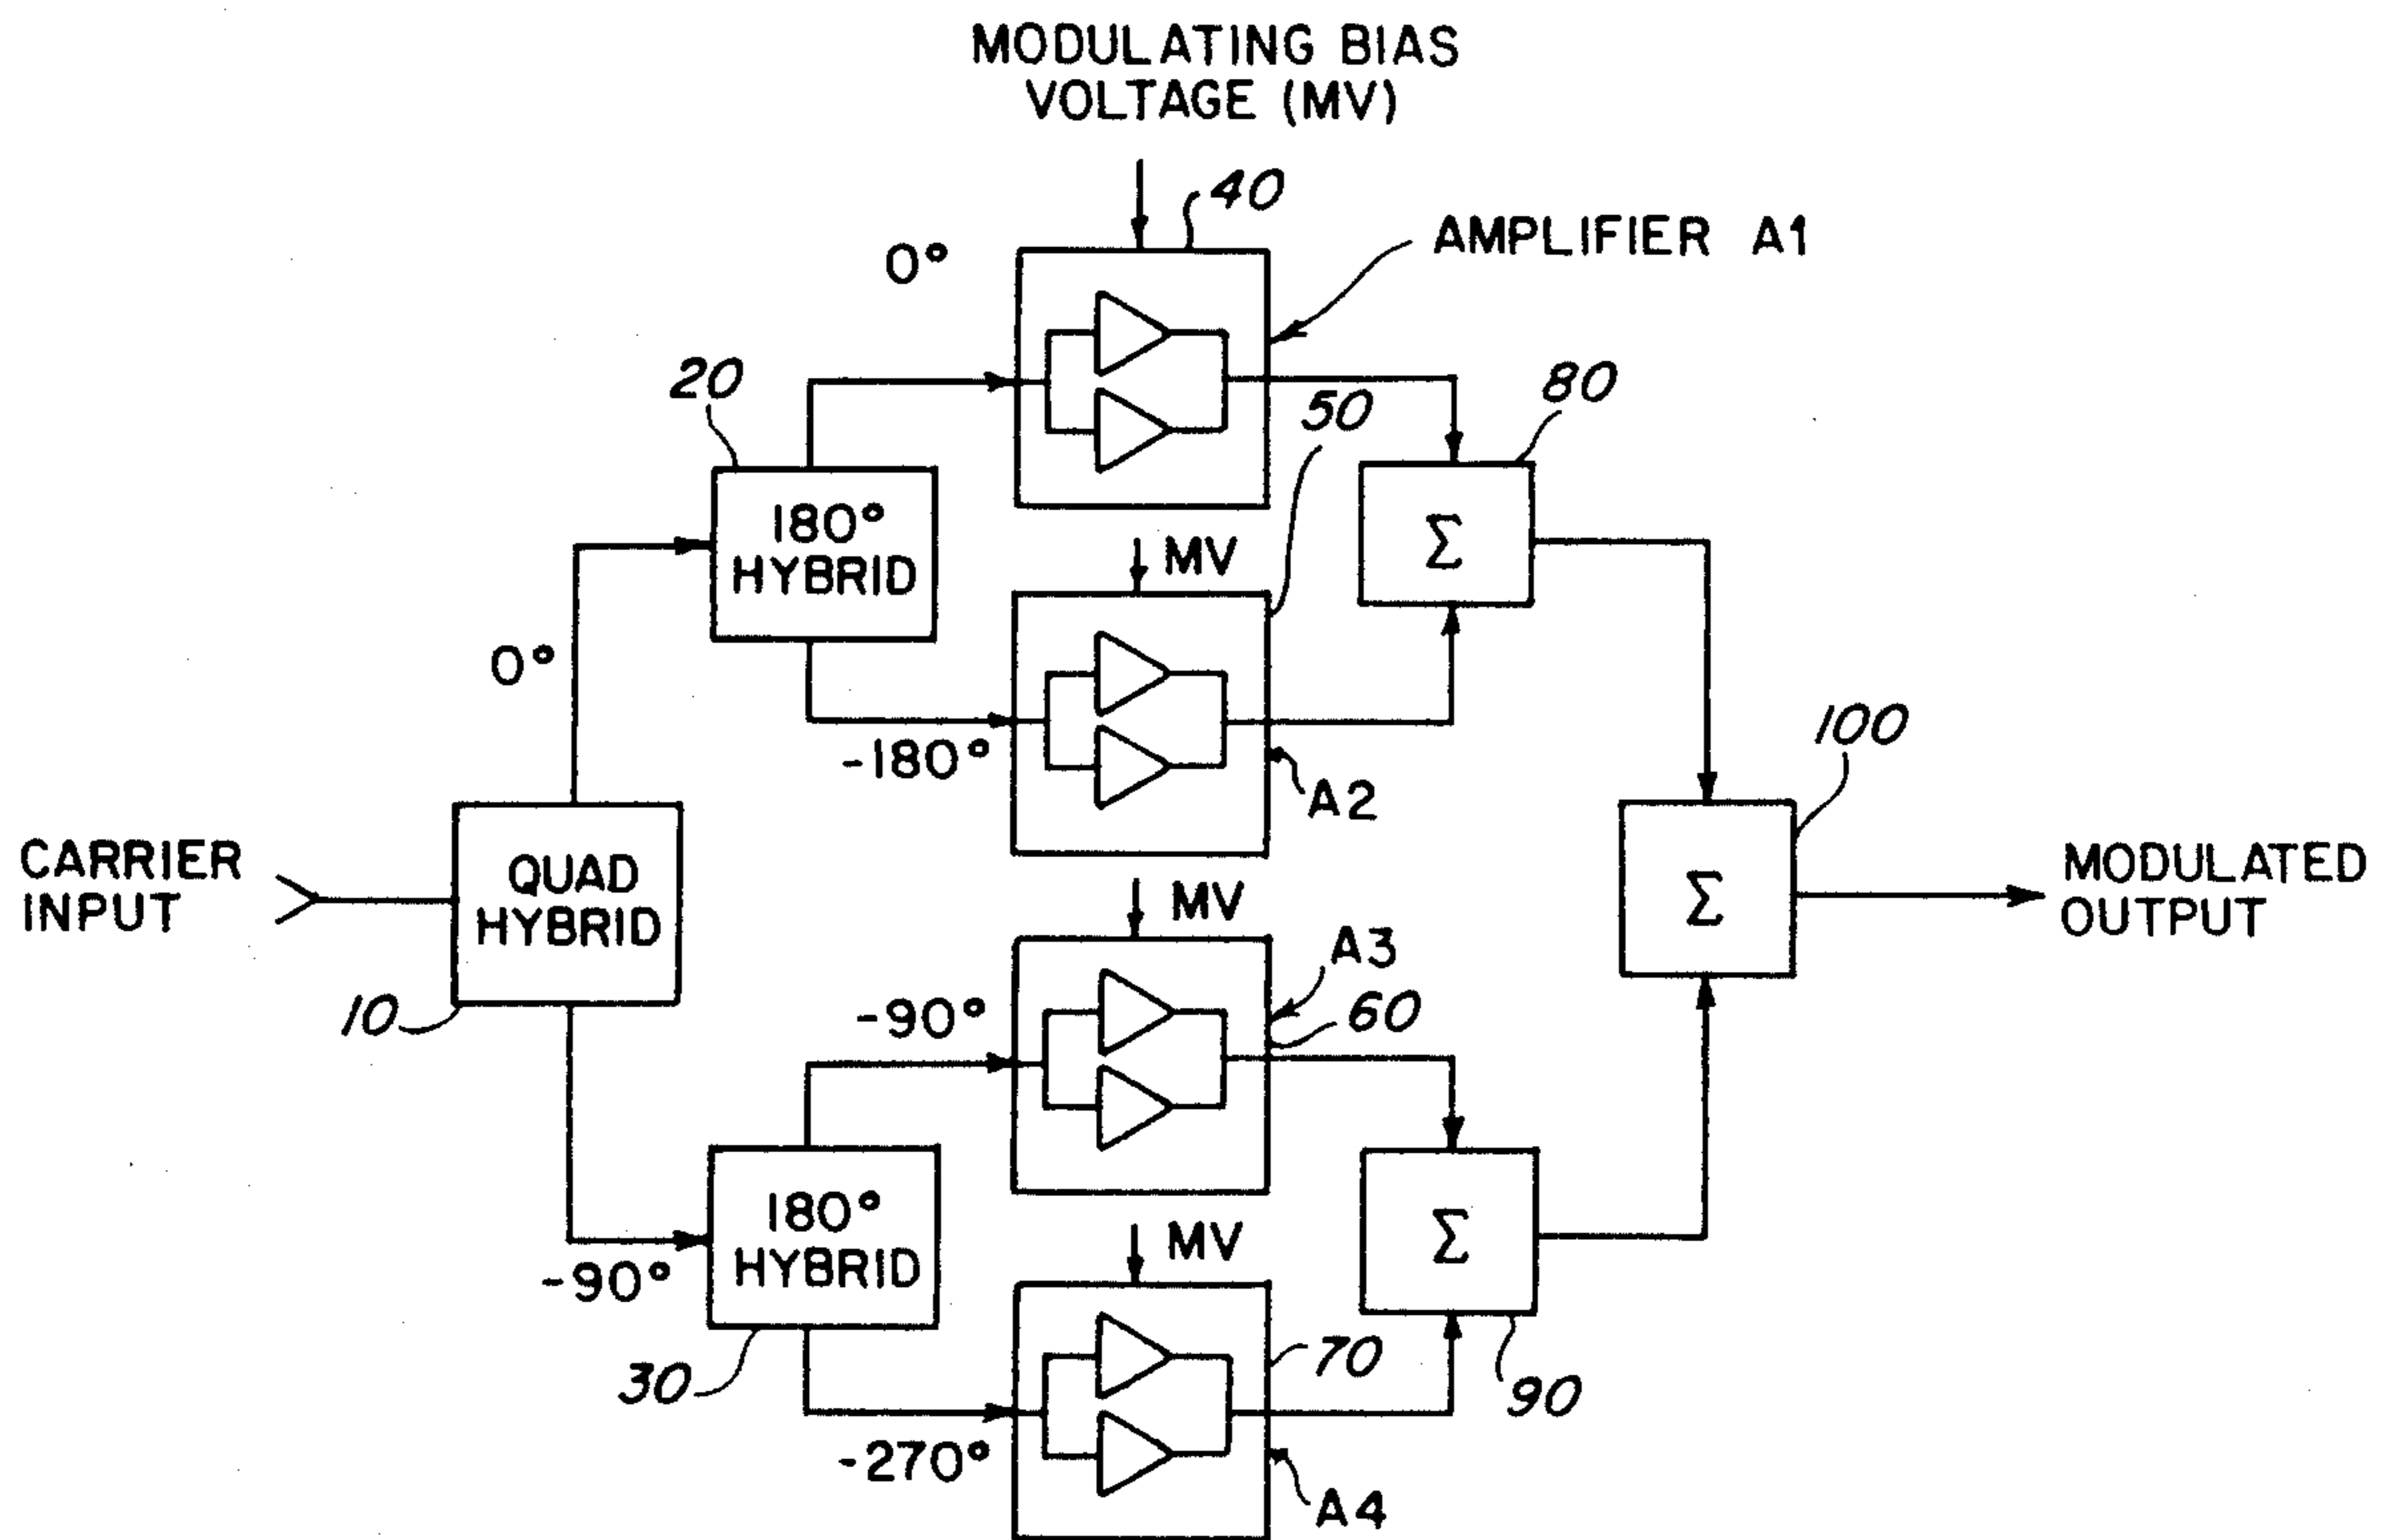 MODULATING BIAS
VOLTAGE (MV)
40
0°
AMPLIFIER A1
20
80
50
180°
HYBRID
Σ
MV
0°
-180°
A2
100
CARRIER
INPUT
QUAD
HYBRID
Σ
MODULATED
OUTPUT
MV
A3
10
-90°
60
180°
HYBRID
Σ
MV
-90°
30
70
90
-270°
A4